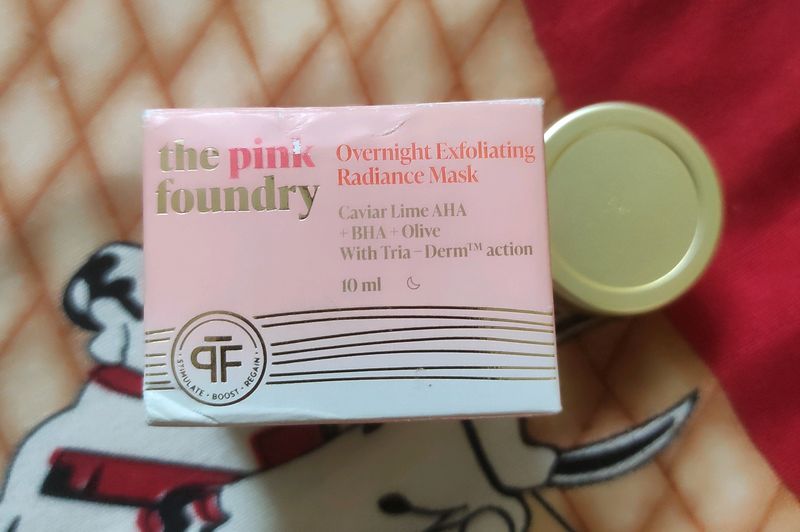 the pink
foundry
Overnight Exfoliating
Radiance Mask
Caviar Lime AHA
+ BHA + Olive
With Tria-Derm™ action
10 ml
PF
STIMULATE · BOOST · REGAIN